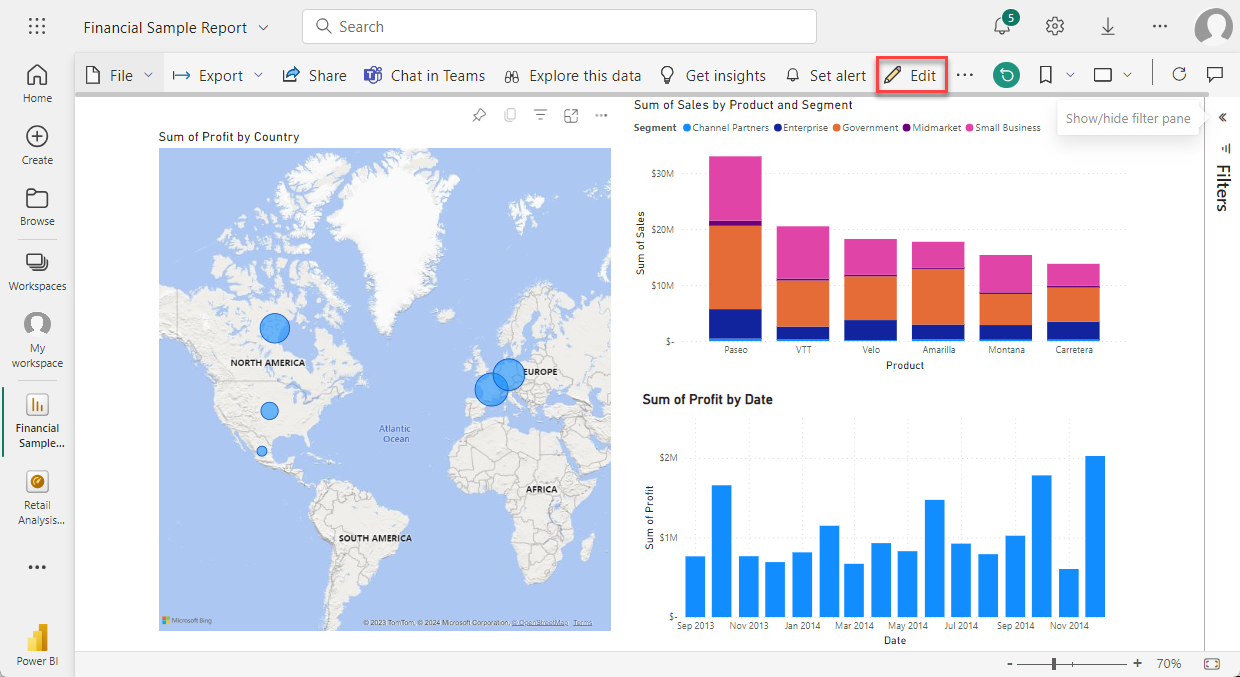 Financial Sample Report
Search
5
File
Export
Share
Chat in Teams
Explore this data
Get insights
Set alert
Edit
Home
Create
Browse
Workspaces
My
workspace
Financial
Sample...
Retail
Analysis...
Power BI
Sum of Profit by Country
NORTH AMERICA
EUROPE
Atlantic
Ocean
AFRICA
SOUTH AMERICA
Microsoft Bing
© 2023 TomTom, © 2024 Microsoft Corporation, © OpenStreetMap Terms
Sum of Sales by Product and Segment
Segment Channel Partners Enterprise Government Midmarket Small Business
Sum of Sales
$30M
$20M
$10M
$-
Paseo VTT Velo Amarilla Montana Carretera
Product
Show/hide filter pane
Filters
Sum of Profit by Date
Sum of Profit
$2M
$1M
$-
Sep 2013 Nov 2013 Jan 2014 Mar 2014 May 2014 Jul 2014 Sep 2014 Nov 2014
Date
- + 70%